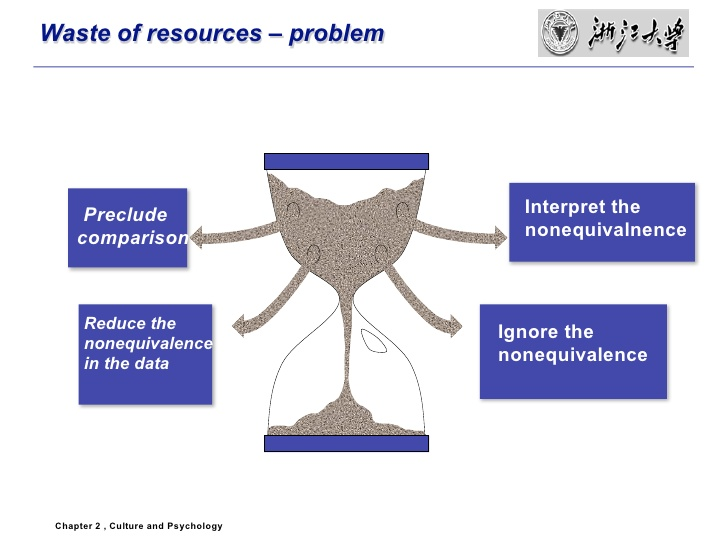 Waste of resources – problem
浙江大学
Preclude
comparison
Interpret the
nonequivalnence
Reduce the
nonequivalence
in the data
Ignore the
nonequivalence
Chapter 2 , Culture and Psychology